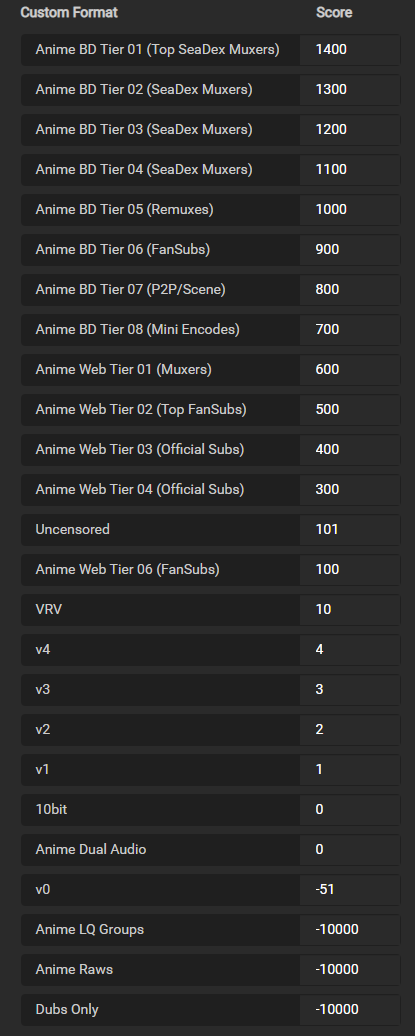 Custom Format Score
Anime BD Tier 01 (Top SeaDex Muxers) 1400
Anime BD Tier 02 (SeaDex Muxers) 1300
Anime BD Tier 03 (SeaDex Muxers) 1200
Anime BD Tier 04 (SeaDex Muxers) 1100
Anime BD Tier 05 (Remuxes) 1000
Anime BD Tier 06 (FanSubs) 900
Anime BD Tier 07 (P2P/Scene) 800
Anime BD Tier 08 (Mini Encodes) 700
Anime Web Tier 01 (Muxers) 600
Anime Web Tier 02 (Top FanSubs) 500
Anime Web Tier 03 (Official Subs) 400
Anime Web Tier 04 (Official Subs) 300
Uncensored 101
Anime Web Tier 06 (FanSubs) 100
VRV 10
v4 4
v3 3
v2 2
v1 1
10bit 0
Anime Dual Audio 0
v0 -51
Anime LQ Groups -10000
Anime Raws -10000
Dubs Only -10000